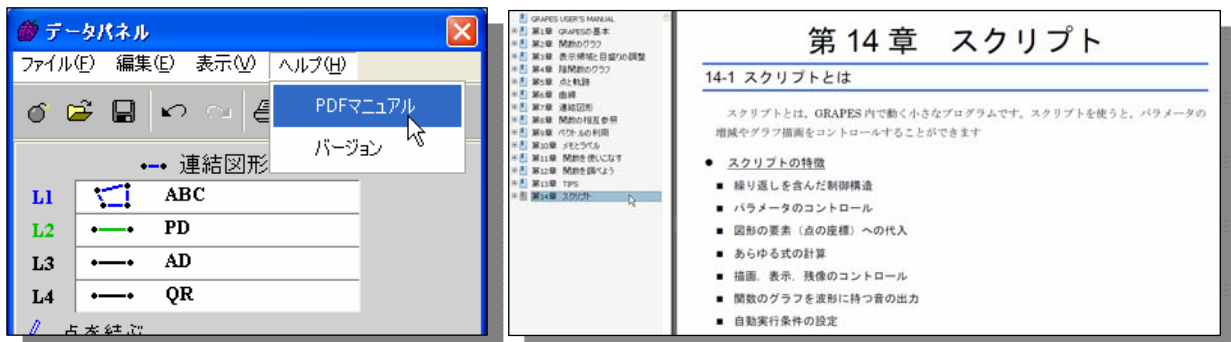 データパネル
ファイル(F) 編集(E) 表示(V) ヘルプ(H)
PDFマニュアル
バージョン
連結図形
L1 ABC
L2 PD
L3 AD
L4 QR
点を結ぶ
GRAPES USER'S MANUAL
第1章 GRAPESの基本
第2章 関数のグラフ
第3章 表示領域と目盛りの調整
第4章 陰関数のグラフ
第5章 点と軌跡
第6章 曲線
第7章 連結図形
第8章 関数の相互参照
第9章 ベクトルの利用
第10章 メモとラベル
第11章 関数を使いこなす
第12章 関数を調べよう
第13章 TIPS
第14章 スクリプト
第 14 章 スクリプト
14-1 スクリプトとは
スクリプトとは，GRAPES 内で動く小さなプログラムです。スクリプトを使うと，パラメータの
増減やグラフ描画をコントロールすることができます
● スクリプトの特徴
■ 繰り返しを含んだ制御構造
■ パラメータのコントロール
■ 図形の要素（点の座標）への代入
■ あらゆる式の計算
■ 描画，表示，残像のコントロール
■ 関数のグラフを波形に持つ音の出力
■ 自動実行条件の設定